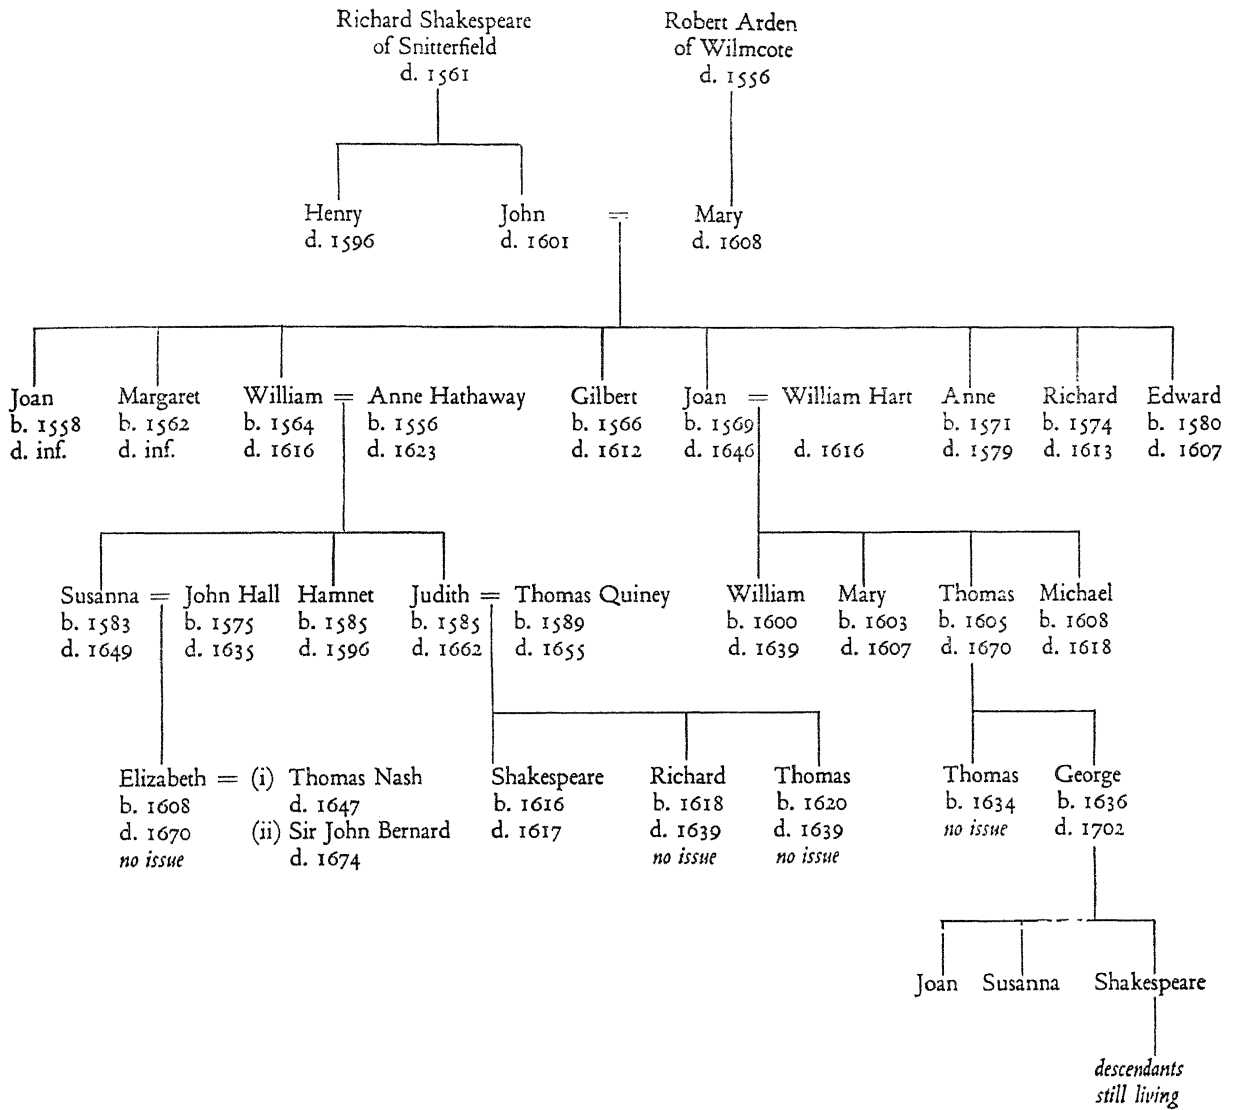 Richard Shakespeare
of Snitterfield
d. 1561
Robert Arden
of Wilmcote
d. 1556
Henry
d. 1596
John
d. 1601
=
Mary
d. 1608
Joan
b. 1558
d. inf.
Margaret
b. 1562
d. inf.
William = Anne Hathaway
b. 1564 b. 1556
d. 1616 d. 1623
Gilbert
b. 1566
d. 1612
Joan = William Hart
b. 1569
d. 1646 d. 1616
Anne
b. 1571
d. 1579
Richard
b. 1574
d. 1613
Edward
b. 1580
d. 1607
Susanna = John Hall
b. 1583 b. 1575
d. 1649 d. 1635
Hamnet
b. 1585
d. 1596
Judith = Thomas Quiney
b. 1585 b. 1589
d. 1662 d. 1655
William
b. 1600
d. 1639
Mary
b. 1603
d. 1607
Thomas
b. 1605
d. 1670
Michael
b. 1608
d. 1618
Elizabeth = (i) Thomas Nash
b. 1608 d. 1647
d. 1670 (ii) Sir John Bernard
no issue d. 1674
Shakespeare
b. 1616
d. 1617
Richard
b. 1618
d. 1639
no issue
Thomas
b. 1620
d. 1639
no issue
Thomas
b. 1634
no issue
George
b. 1636
d. 1702
Joan
Susanna
Shakespeare
descendants
still living